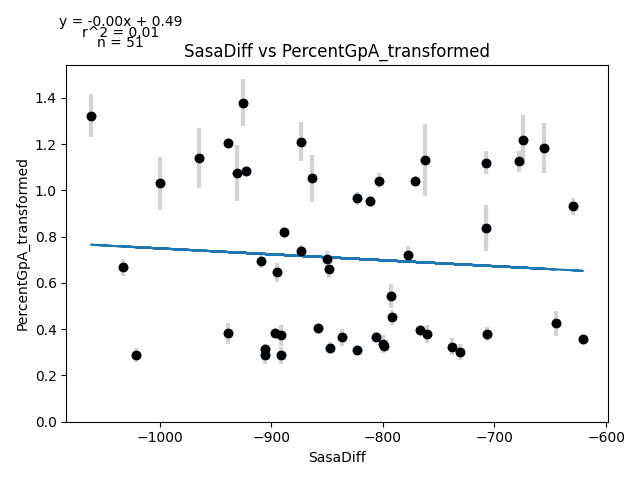 y = -0.00x + 0.49
r^2 = 0.01
n = 51
SasaDiff vs PercentGpA_transformed
PercentGpA_transformed
1.4
1.2
1.0
0.8
0.6
0.4
0.2
0.0
−1000
−900
−800
−700
−600
SasaDiff